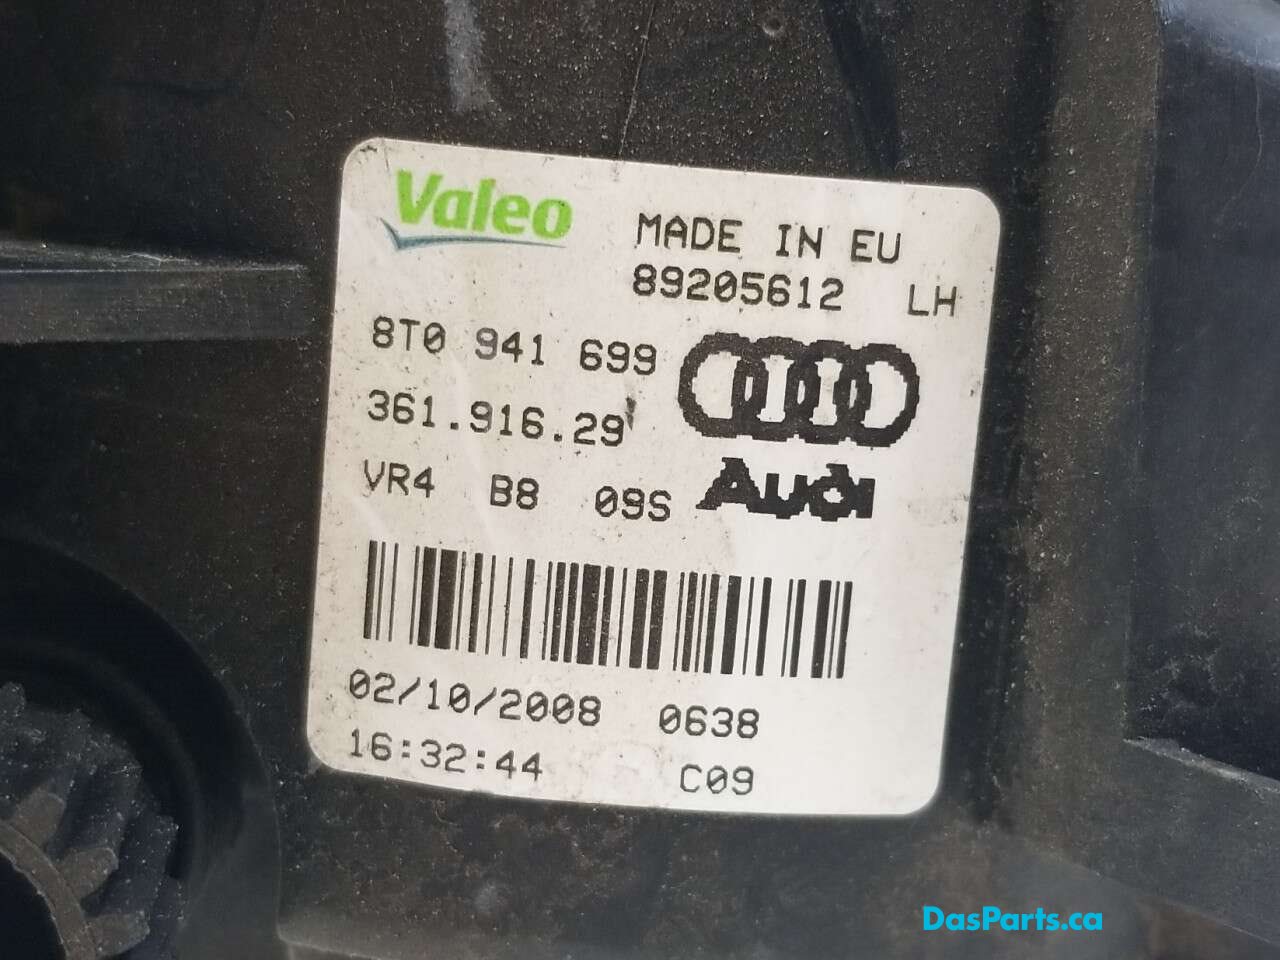 Valeo
MADE IN EU
89205612 LH
8T0 941 699
361.916.29
VR4 B8 09S
Audi
02/10/2008 0638
16:32:44 C09
DasParts.ca